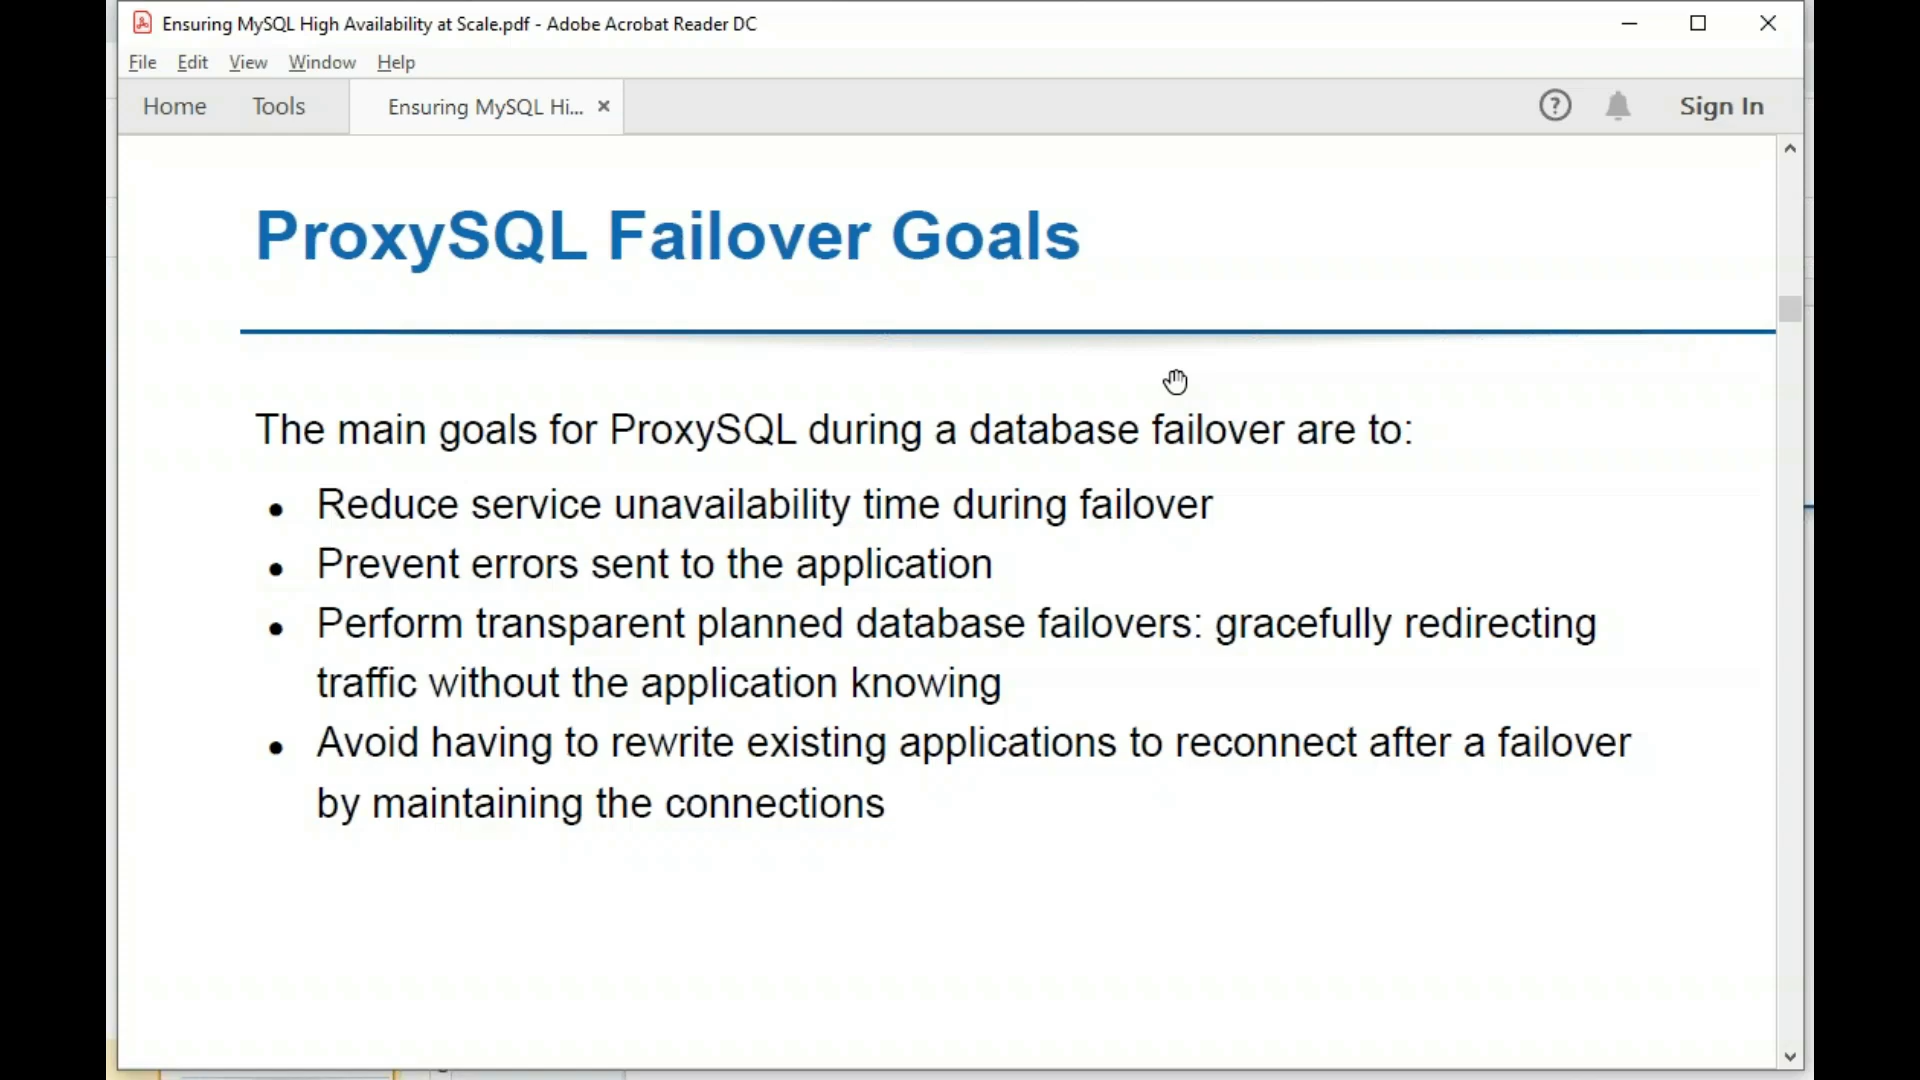 Ensuring MySQL High Availability at Scale.pdf - Adobe Acrobat Reader DC
File Edit View Window Help
Home Tools Ensuring MySQL Hi... × ? Sign In
ProxySQL Failover Goals
The main goals for ProxySQL during a database failover are to:
● Reduce service unavailability time during failover
● Prevent errors sent to the application
● Perform transparent planned database failovers: gracefully redirecting
traffic without the application knowing
● Avoid having to rewrite existing applications to reconnect after a failover
by maintaining the connections